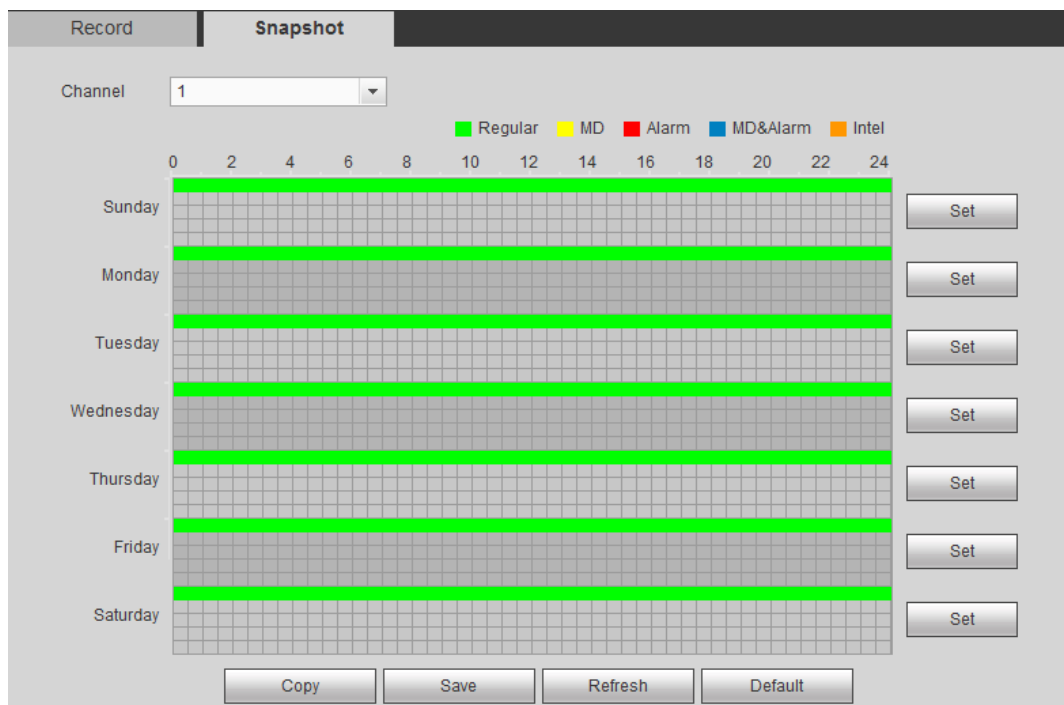 Record Snapshot
Channel 1
Regular MD Alarm MD&Alarm Intel
0 2 4 6 8 10 12 14 16 18 20 22 24
Sunday Set
Monday Set
Tuesday Set
Wednesday Set
Thursday Set
Friday Set
Saturday Set
Copy Save Refresh Default